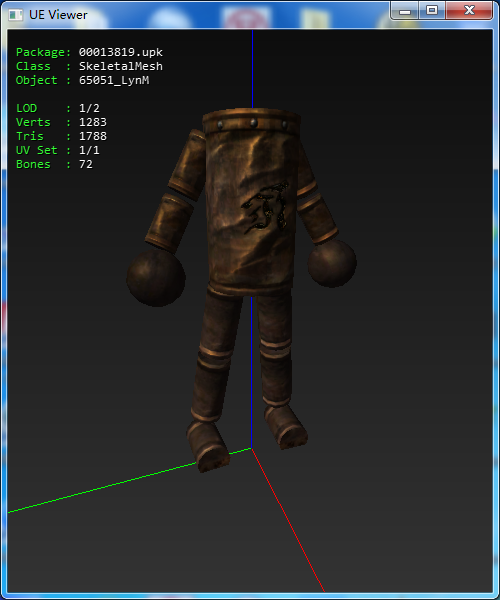 UE Viewer
Package: 00013819.upk
Class  : SkeletalMesh
Object : 65051_LynM
LOD    : 1/2
Verts  : 1283
Tris   : 1788
UV Set : 1/1
Bones  : 72